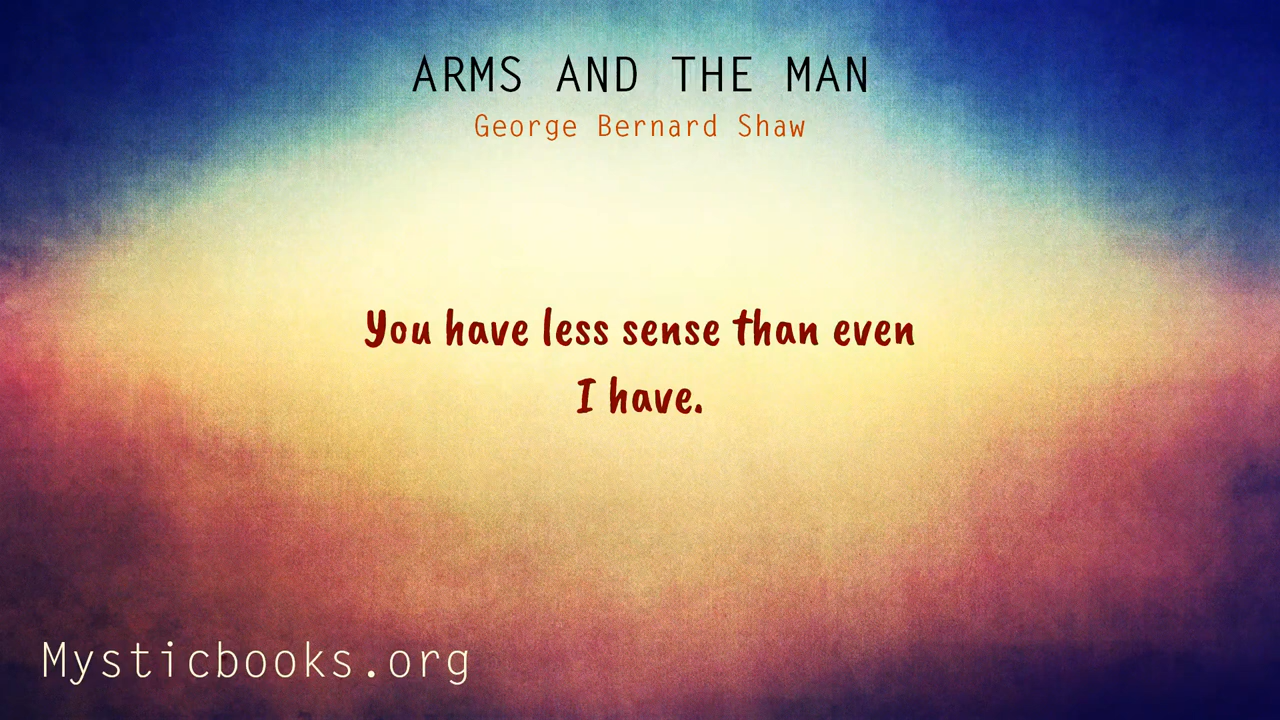 ARMS AND THE MAN
George Bernard Shaw
You have less sense than even
I have.
Mysticbooks.org